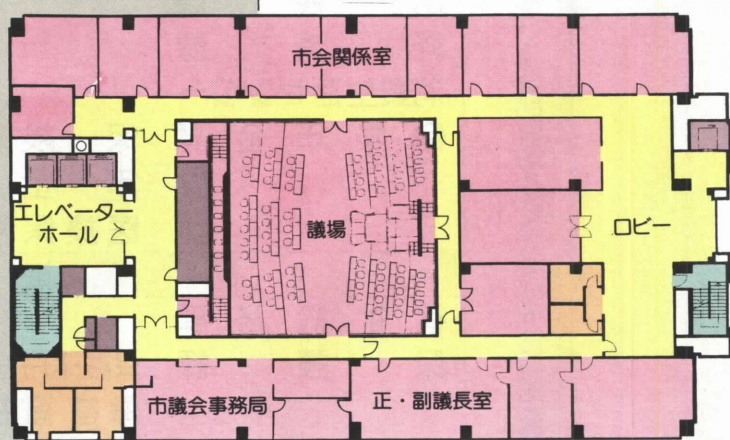 市会関係室
エレベーター
ホール
議場
ロビー
市議会事務局
正・副議長室